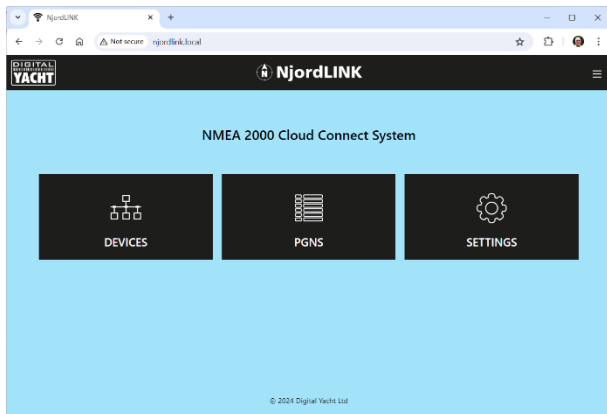 NjordLINK
Not secure njordlink.local
DIGITAL
YACHT
NjordLINK
NMEA 2000 Cloud Connect System
DEVICES
PGNS
SETTINGS
© 2024 Digital Yacht Ltd